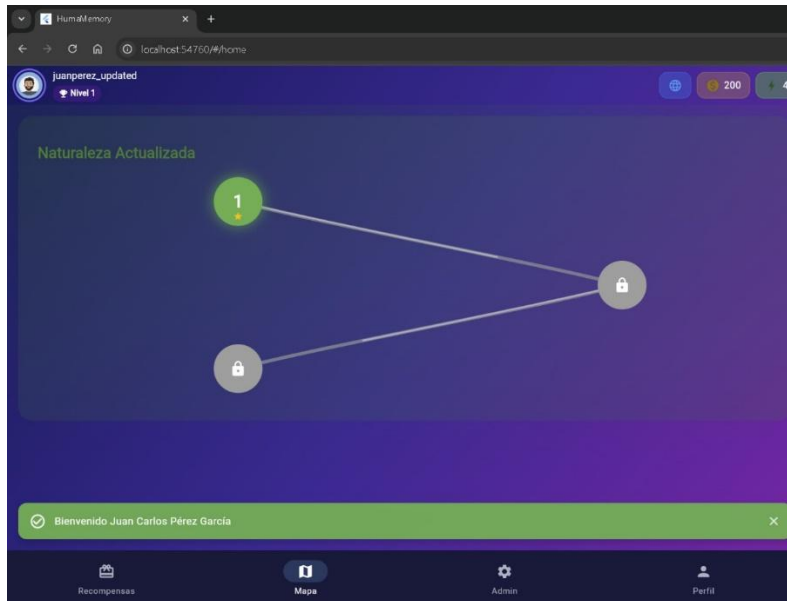 HumaMemory
localhost:54760/#/home
juanperez_updated
Nivel 1
200
4
Naturaleza Actualizada
1
Bienvenido Juan Carlos Pérez García
Recompensas
Mapa
Admin
Perfil